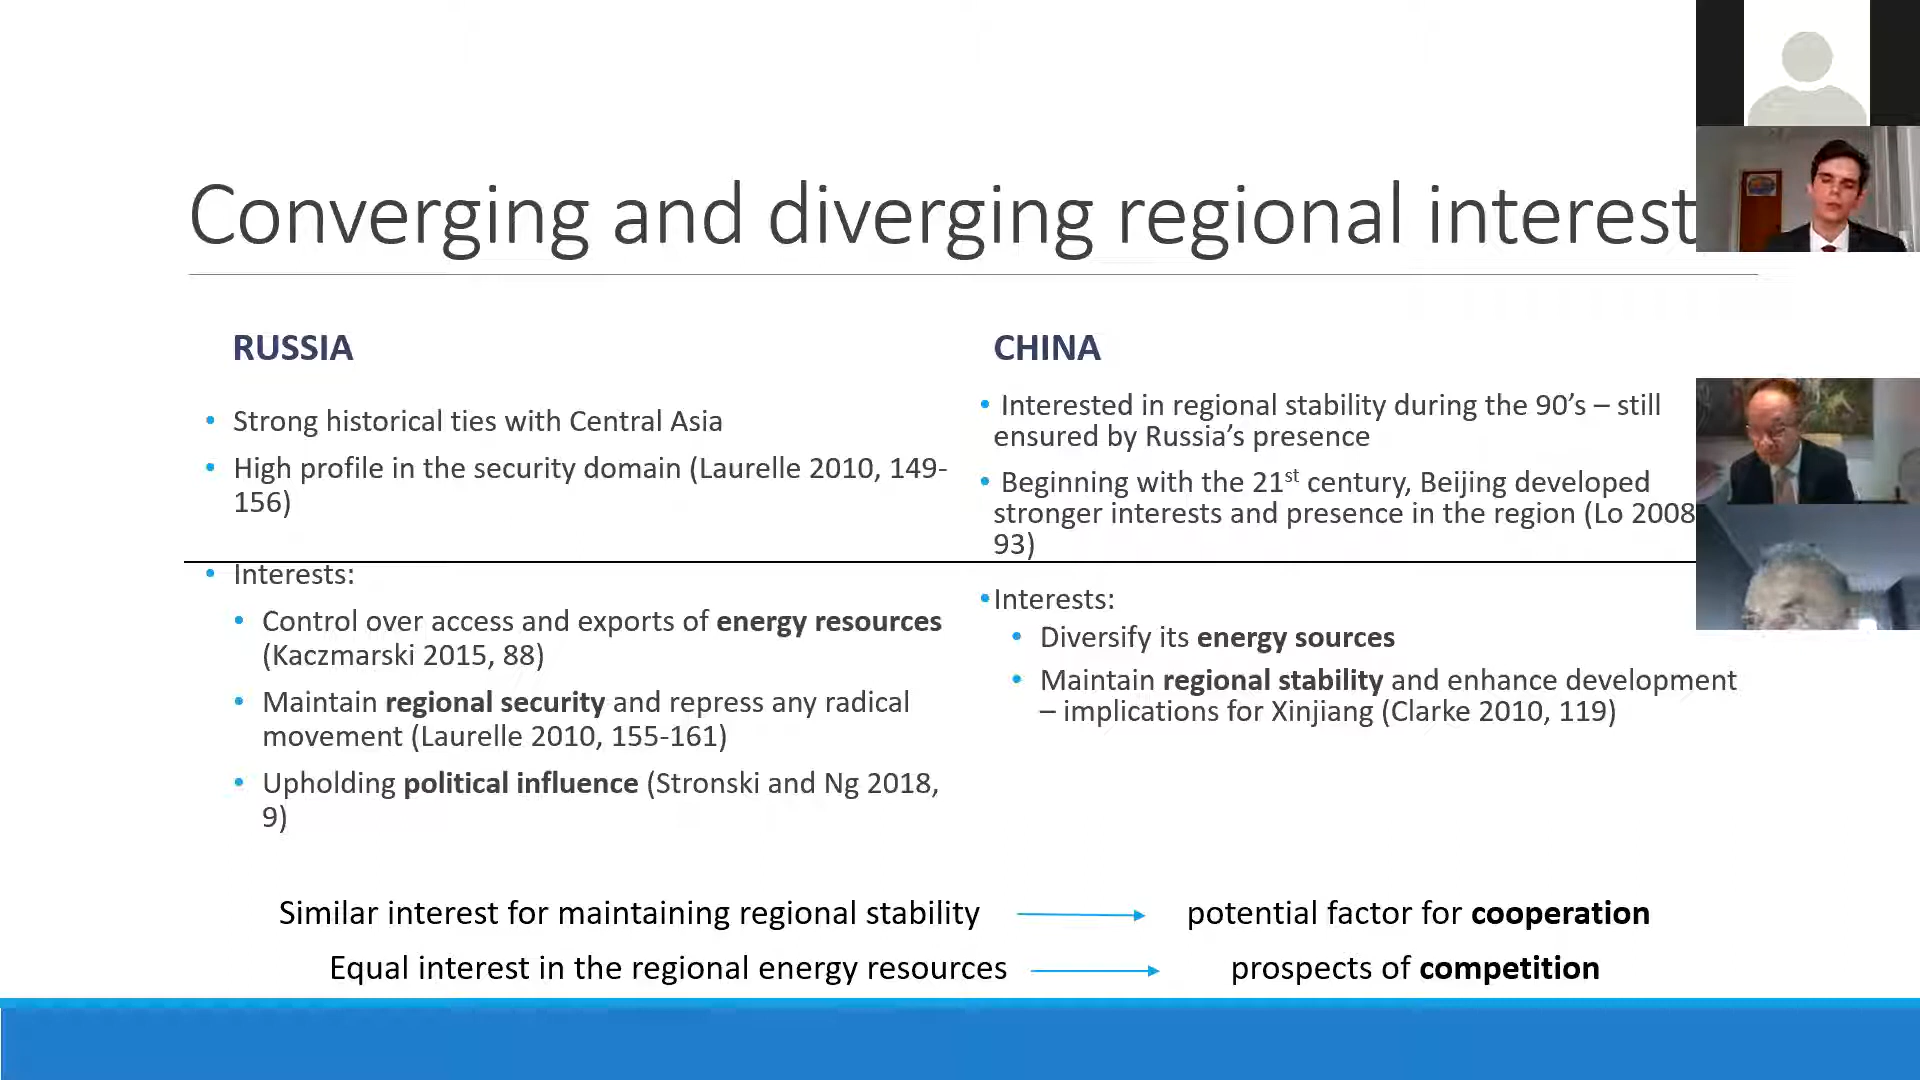 Converging and diverging regional interest
RUSSIA
• Strong historical ties with Central Asia
• High profile in the security domain (Laurelle 2010, 149-
156)
• Interests:
• Control over access and exports of energy resources
(Kaczmarski 2015, 88)
• Maintain regional security and repress any radical
movement (Laurelle 2010, 155-161)
• Upholding political influence (Stronski and Ng 2018,
9)
CHINA
• Interested in regional stability during the 90’s – still
ensured by Russia’s presence
• Beginning with the 21st century, Beijing developed
stronger interests and presence in the region (Lo 2008
93)
• Interests:
• Diversify its energy sources
• Maintain regional stability and enhance development
– implications for Xinjiang (Clarke 2010, 119)
Similar interest for maintaining regional stability → potential factor for cooperation
Equal interest in the regional energy resources → prospects of competition